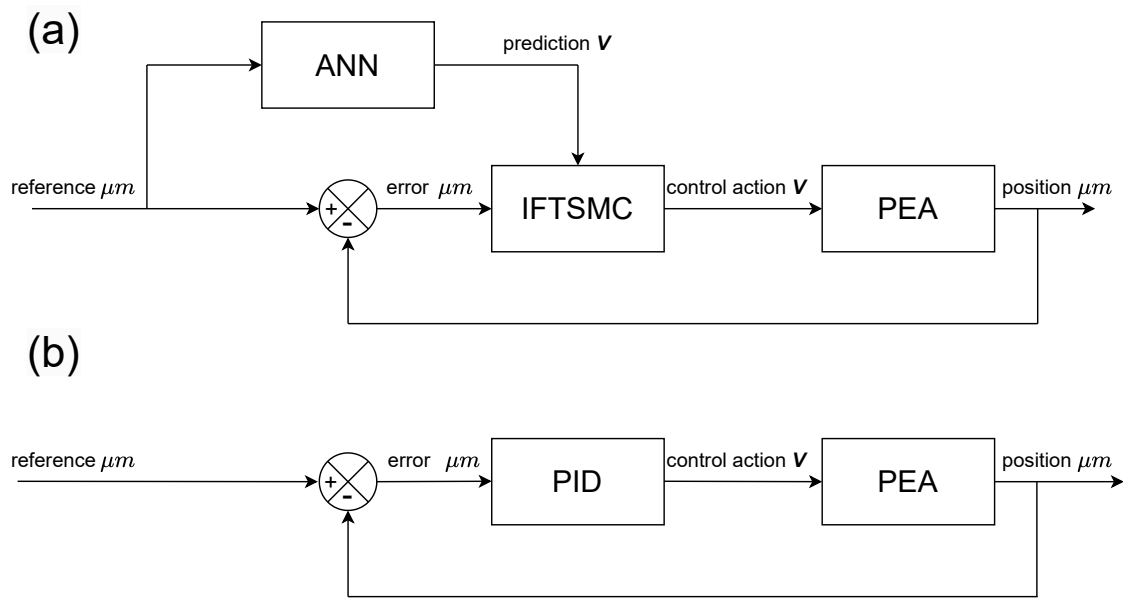 (a)
prediction V
ANN
reference μm
error μm
control action V
position μm
+
-
IFTSMC
PEA
(b)
reference μm
error μm
control action V
position μm
+
-
PID
PEA